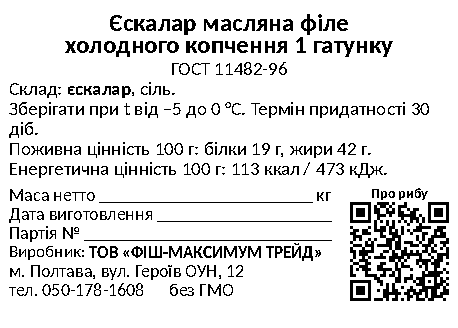 Єскалар масляна філе
холодного копчення 1 гатунку
ГОСТ 11482-96
Склад: єскалар, сіль.
Зберігати при t від –5 до 0 °С. Термін придатності 30
діб.
Поживна цінність 100 г: білки 19 г, жири 42 г.
Енергетична цінність 100 г: 113 ккал / 473 кДж.
Маса нетто ________________________ кг
Про рибу
Дата виготовлення ___________________
Партія № ___________________________
Виробник: ТОВ «ФІШ-МАКСИМУМ ТРЕЙД»
м. Полтава, вул. Героїв ОУН, 12
тел. 050-178-1608 без ГМО